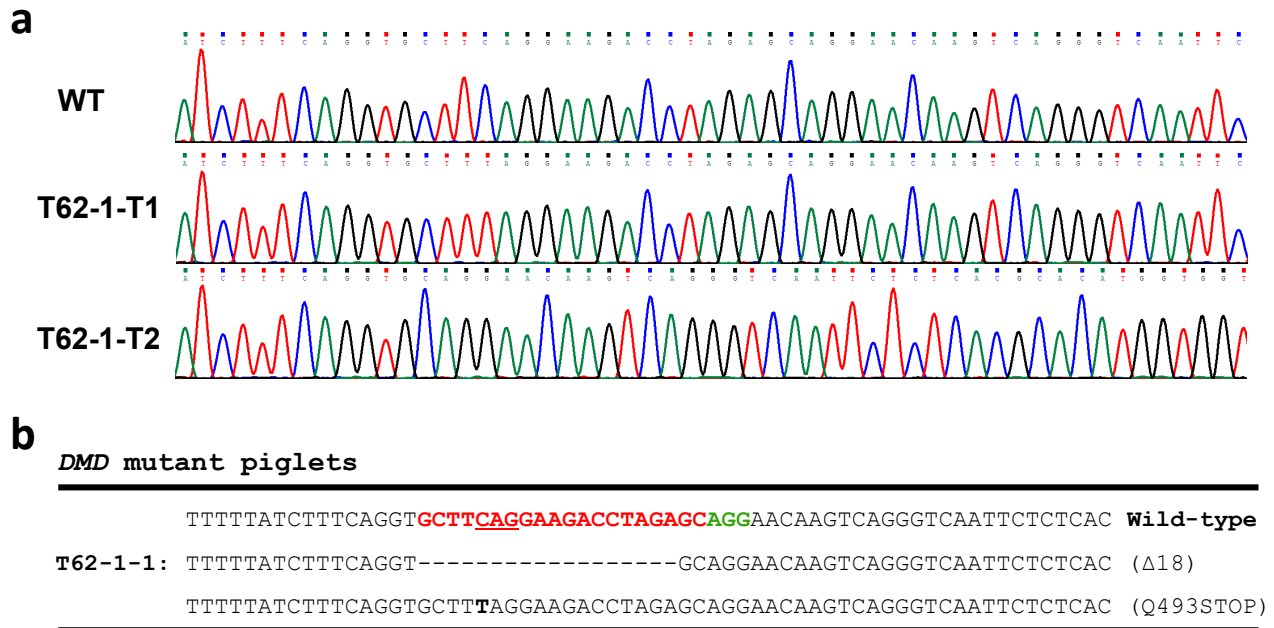 a
A T C T T T C A G G T G C T T C A G G A A G A C C T A G A G C A G G A A C A A G T C A G G G T C A A T T C
WT
A T C T T T C A G G T G C T T T A G G A A G A C C T A G A G C A G G A A C A A G T C A G G G T C A A T T C
T62-1-T1
A T C T T T C A G G T G C A G G A A C A A G T C A G G G T C A A T T C T C T C A C G C A C A T G G T G G T
T62-1-T2
b
DMD mutant piglets
TTTTTATCTTTCAGGTGCTTCAGGAAGACCTAGAGCAGGAACAAGTCAGGGTCAATTCTCTCAC Wild-type
T62-1-1: TTTTTATCTTTCAGGT------------------GCAGGAACAAGTCAGGGTCAATTCTCTCAC (Δ18)
TTTTTATCTTTCAGGTGCTTTAGGAAGACCTAGAGCAGGAACAAGTCAGGGTCAATTCTCTCAC (Q493STOP)